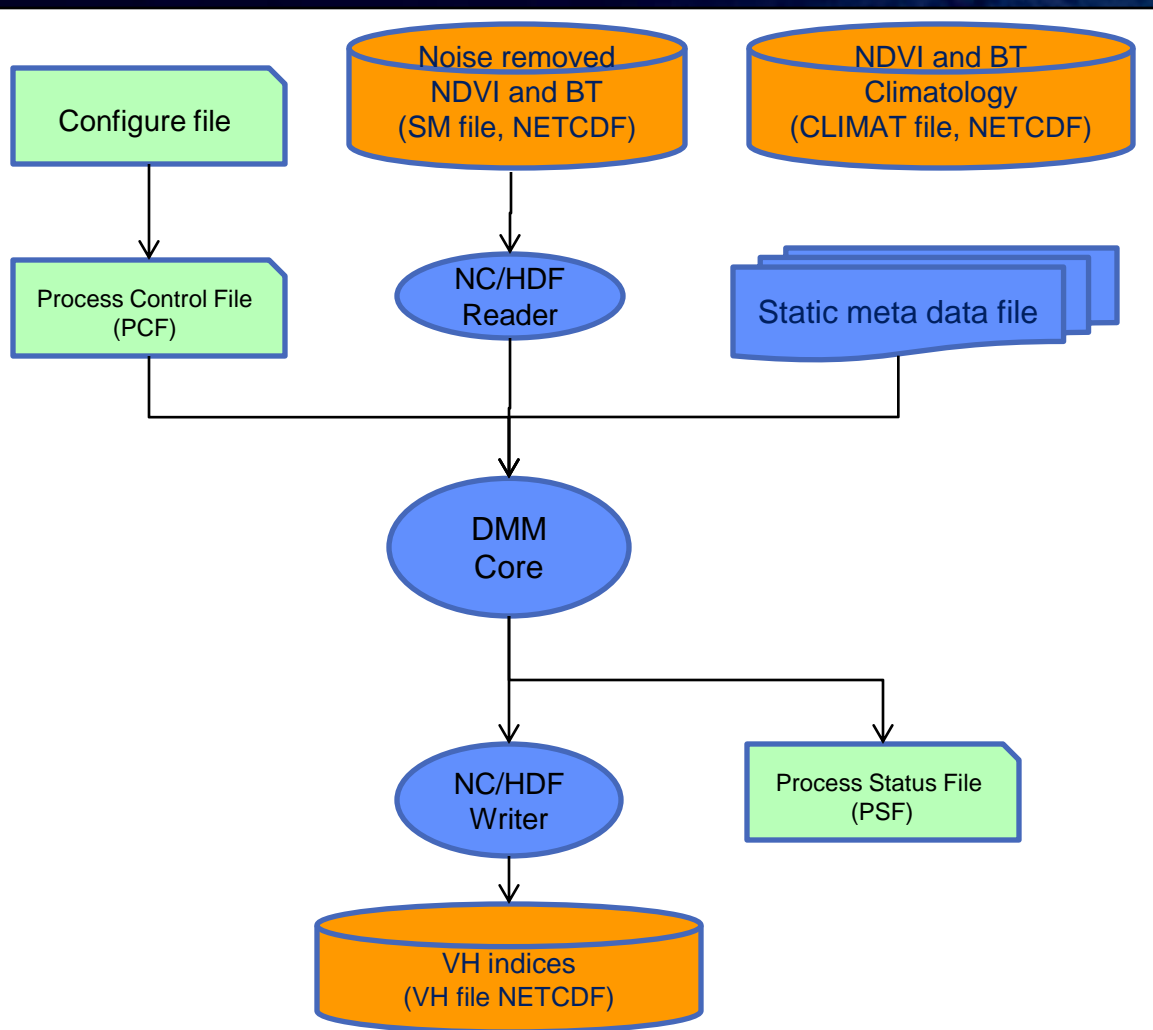 Configure file
Noise removed
NDVI and BT
(SM file, NETCDF)
NDVI and BT
Climatology
(CLIMAT file, NETCDF)
Process Control File
(PCF)
NC/HDF
Reader
Static meta data file
DMM
Core
NC/HDF
Writer
Process Status File
(PSF)
VH indices
(VH file NETCDF)